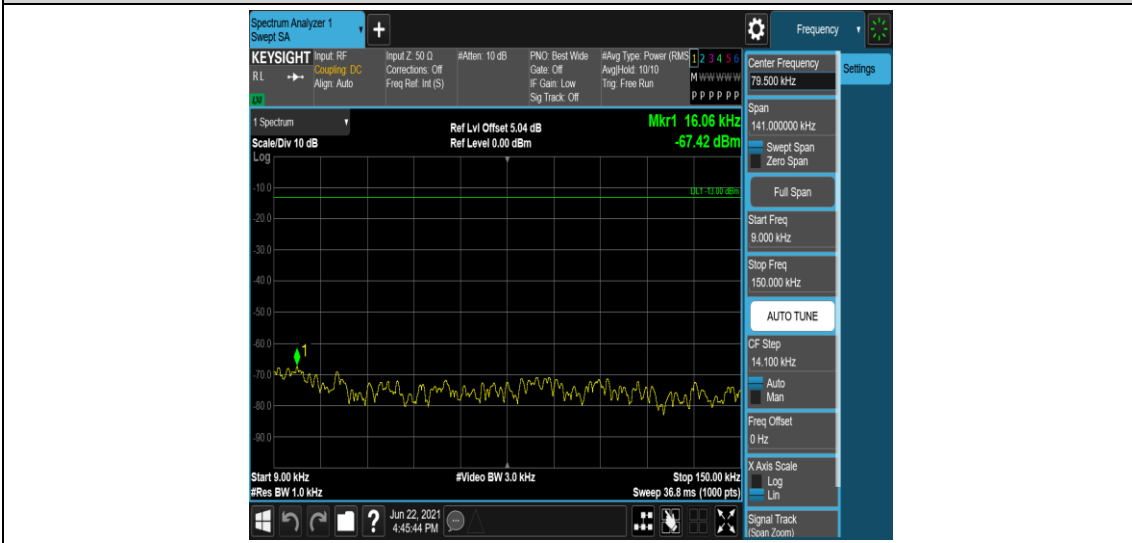 Spectrum Analyzer 1
Swept SA
+
Frequency
KEYSIGHT
RL
LXI
Input: RF
Coupling: DC
Align: Auto
Input Z: 50 Ω
Corrections: Off
Freq Ref: Int (S)
#Atten: 10 dB
PNO: Best Wide
Gate: Off
IF Gain: Low
Sig Track: Off
#Avg Type: Power (RMS
Avg|Hold: 10/10
Trig: Free Run
1 2 3 4 5 6
M W W W W W
P P P P P P
1 Spectrum
Scale/Div 10 dB
Log
Ref Lvl Offset 5.04 dB
Ref Level 0.00 dBm
Mkr1 16.06 kHz
-67.42 dBm
-10.0
DL1 -13.00 dBm
-20.0
-30.0
-40.0
-50.0
-60.0
1
-70.0
-80.0
-90.0
Start 9.00 kHz
#Video BW 3.0 kHz
Stop 150.00 kHz
#Res BW 1.0 kHz
Sweep 36.8 ms (1000 pts)
?
Jun 22, 2021
4:45:44 PM
Center Frequency
79.500 kHz
Settings
Span
141.000000 kHz
Swept Span
Zero Span
Full Span
Start Freq
9.000 kHz
Stop Freq
150.000 kHz
AUTO TUNE
CF Step
14.100 kHz
Auto
Man
Freq Offset
0 Hz
X Axis Scale
Log
Lin
Signal Track
(Span Zoom)